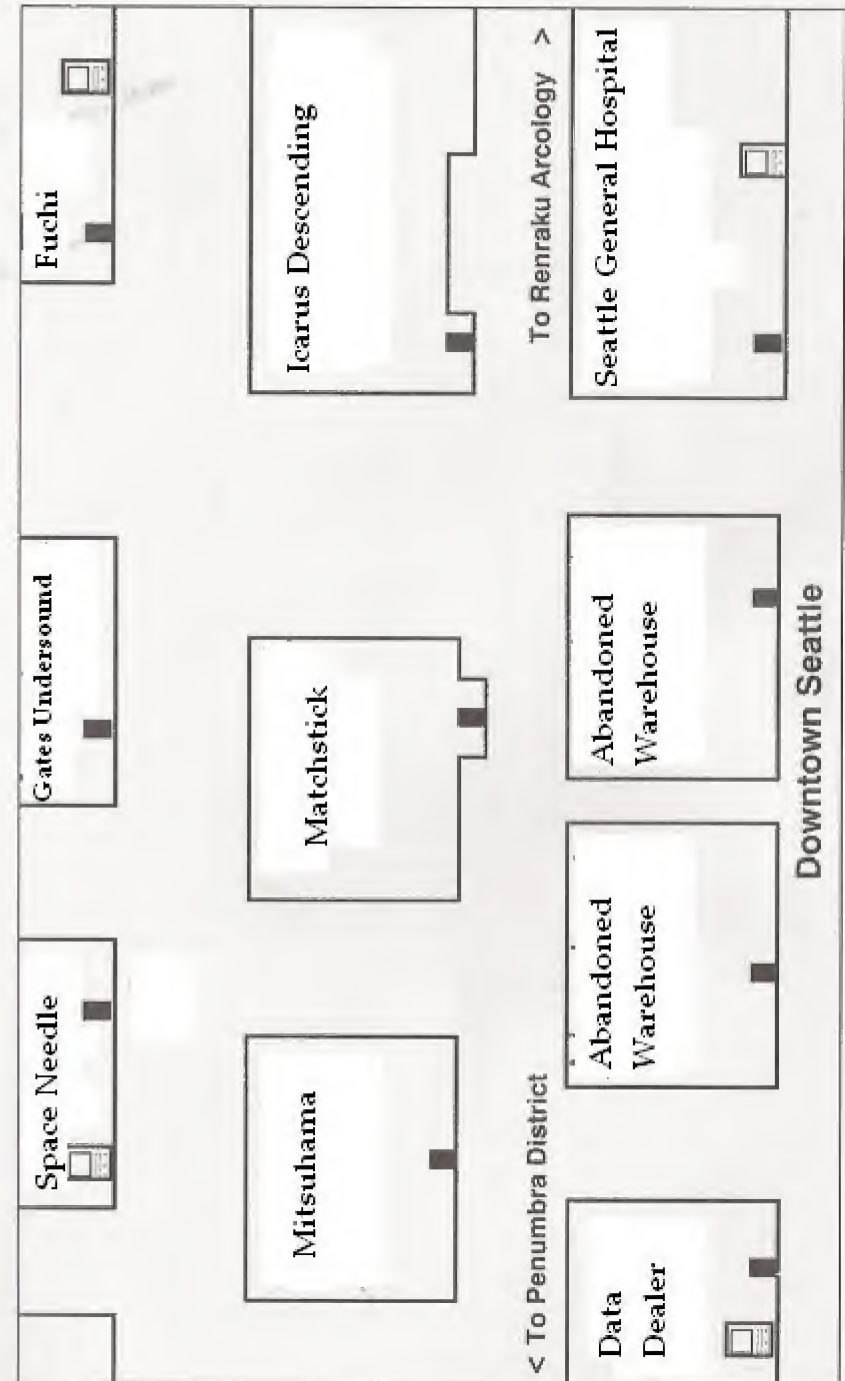 Space Needle
Gates Undersound
Fuchi
Mitsuhama
Matchstick
Icarus Descending
< To Penumbra District
To Renraku Arcology >
Data
Dealer
Abandoned
Warehouse
Abandoned
Warehouse
Seattle General Hospital
Downtown Seattle